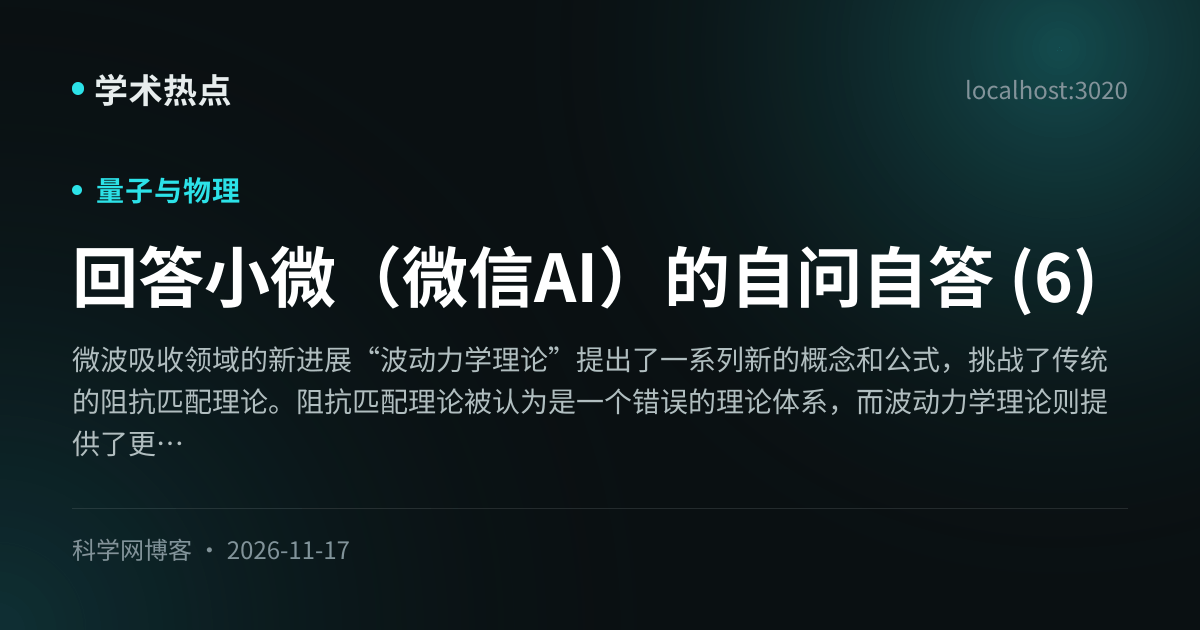 学术热点
localhost:3020
量子与物理
回答小微（微信AI）的自问自答 (6)
微波吸收领域的新进展“波动力学理论”提出了一系列新的概念和公式，挑战了传统
的阻抗匹配理论。阻抗匹配理论被认为是一个错误的理论体系，而波动力学理论则提
供了更…
科学网博客 • 2026-11-17